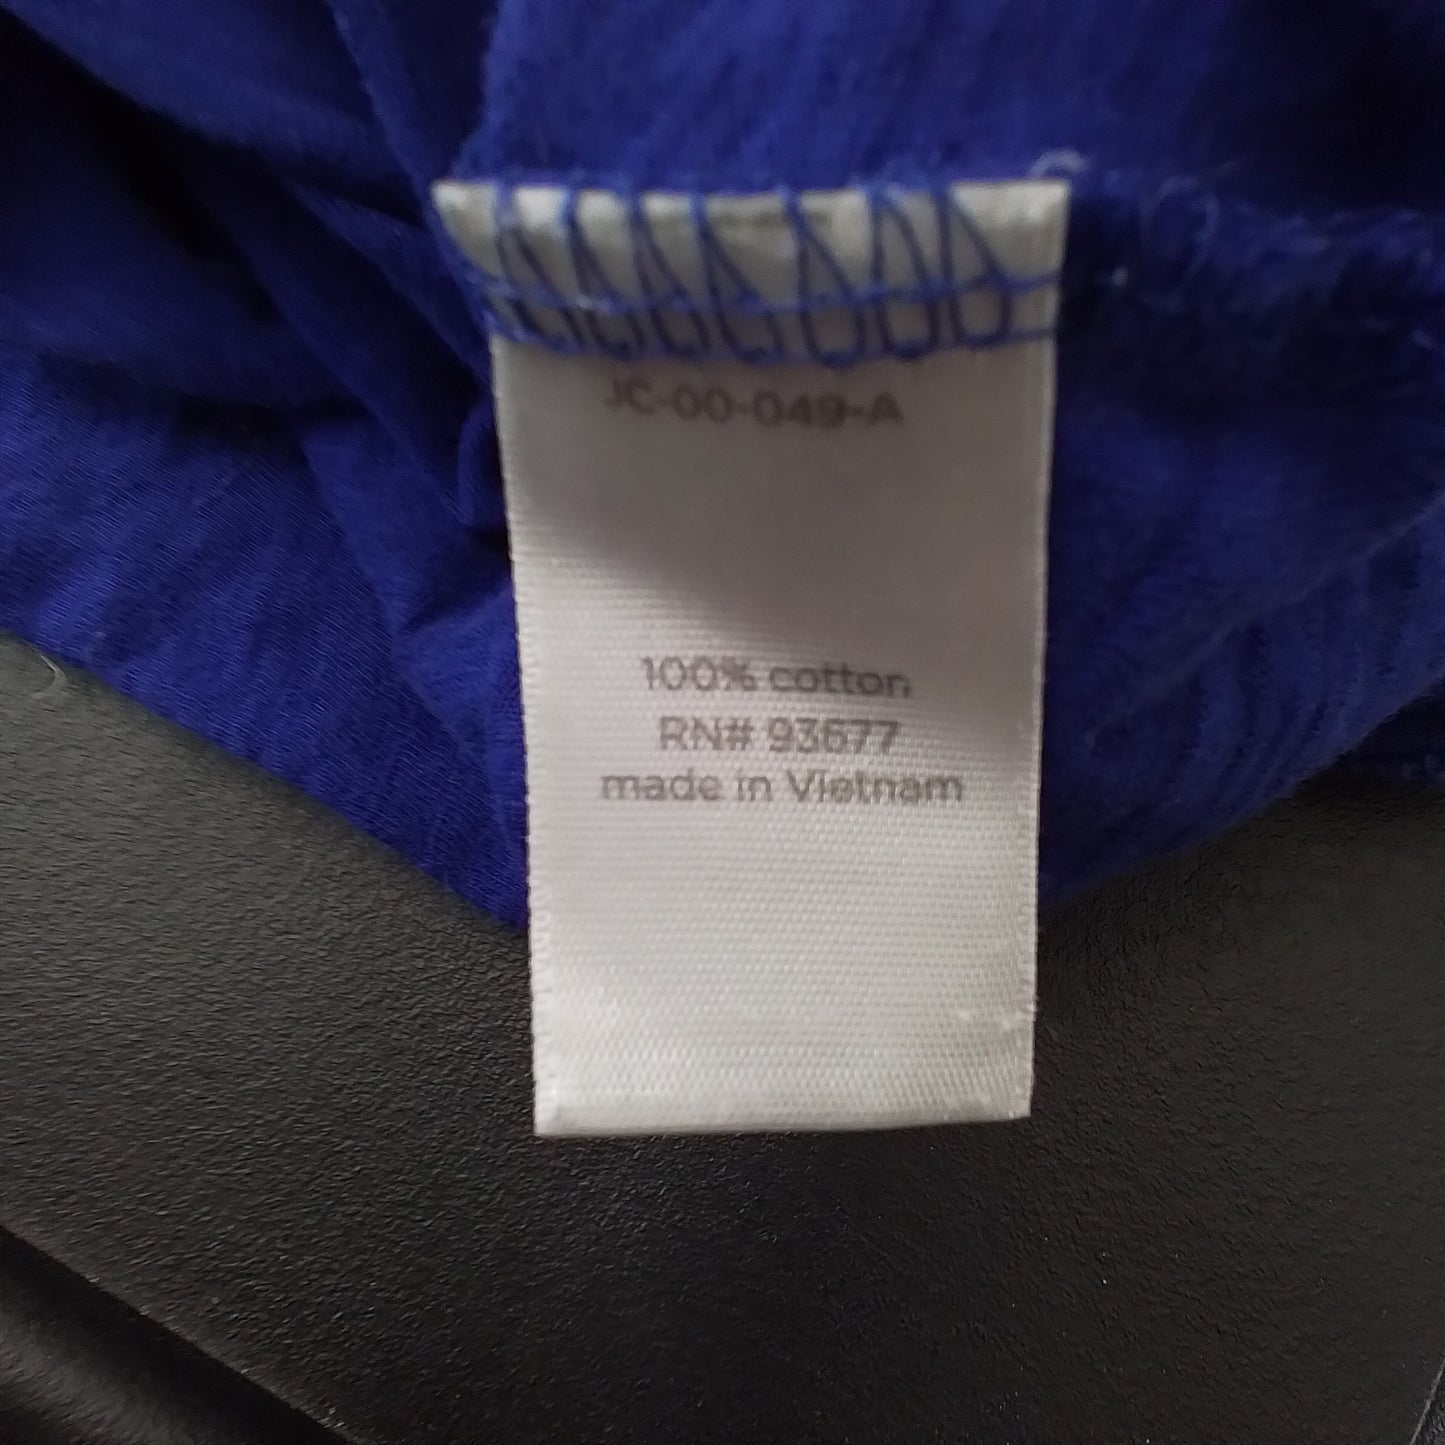 JC-00-049-A
100% cotton
RN# 93677
made in Vietnam